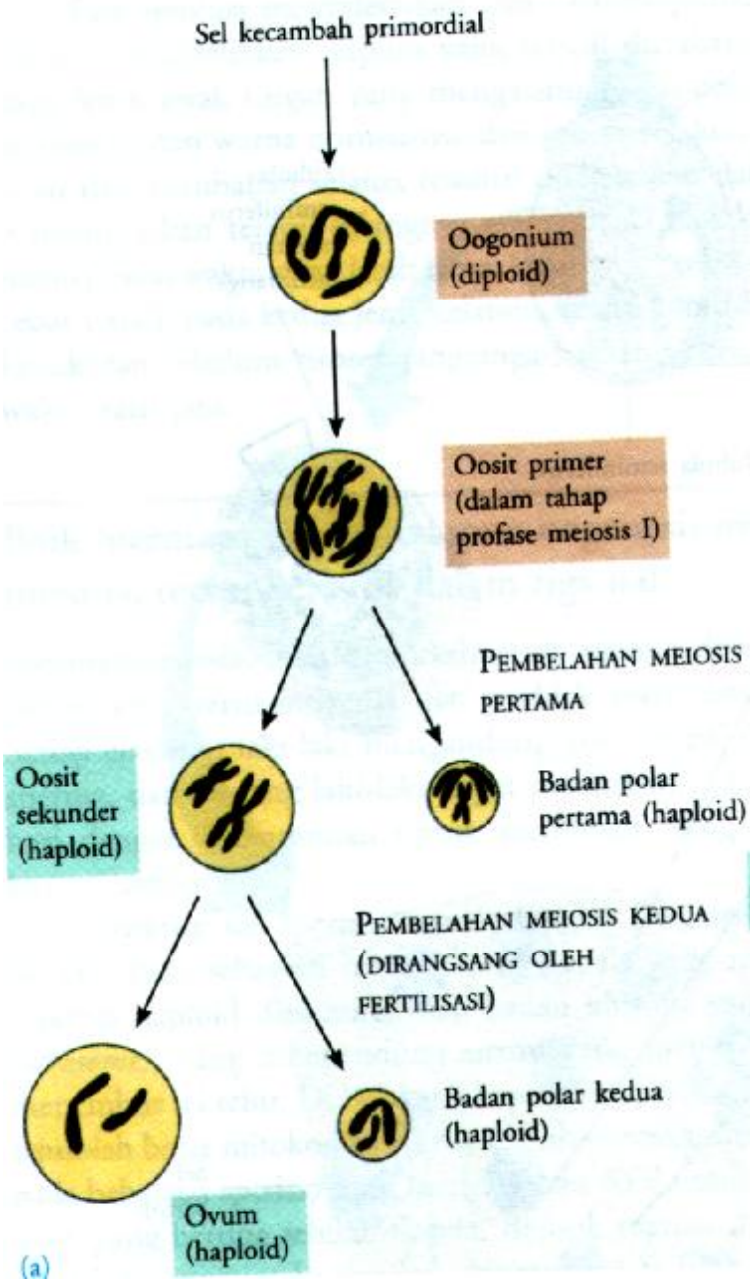 Sel kecambah primordial
Oogonium
(diploid)
Oosit primer
(dalam tahap
profase meiosis I)
PEMBELAHAN MEIOSIS
PERTAMA
Oosit
sekunder
(haploid)
Badan polar
pertama (haploid)
PEMBELAHAN MEIOSIS KEDUA
(DIRANGSANG OLEH
FERTILISASI)
Badan polar kedua
(haploid)
Ovum
(haploid)
(a)